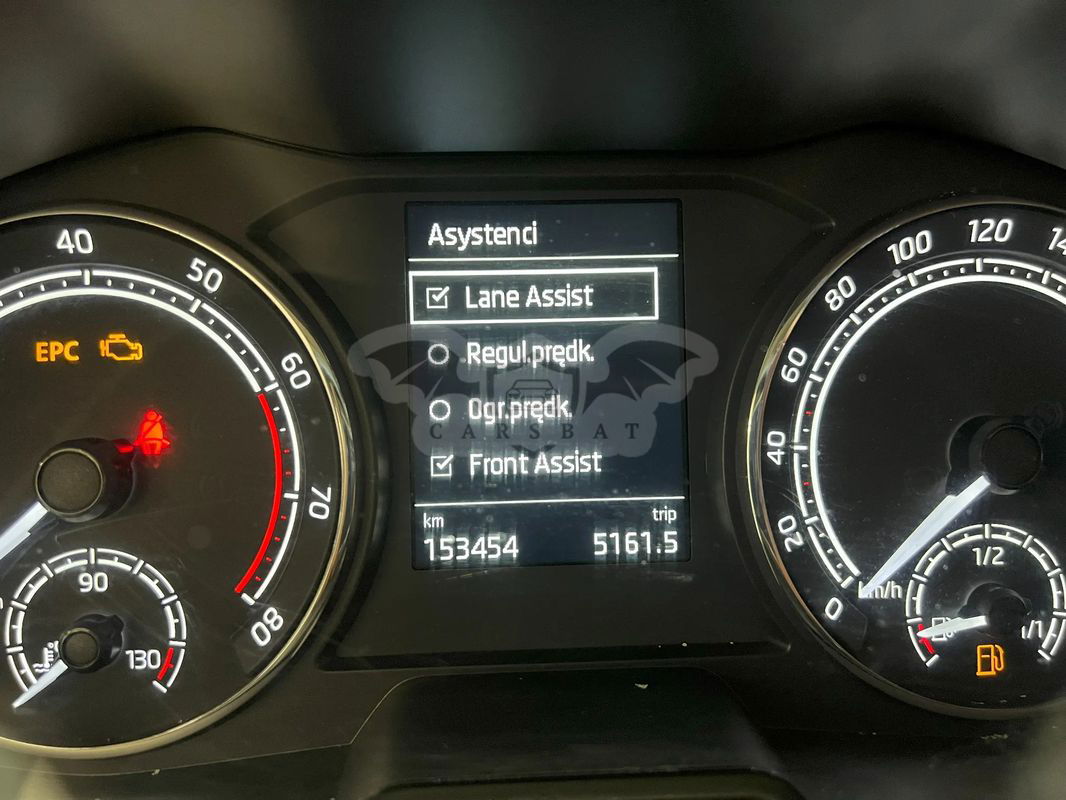 40
50
60
70
80
EPC
90
130
Asystenci
Lane Assist
Regul.prędk.
Ogr.prędk.
Front Assist
km
trip
153454
5161.5
CARSBAT
0
20
40
60
80
100
120
km/h
1/2
1/1